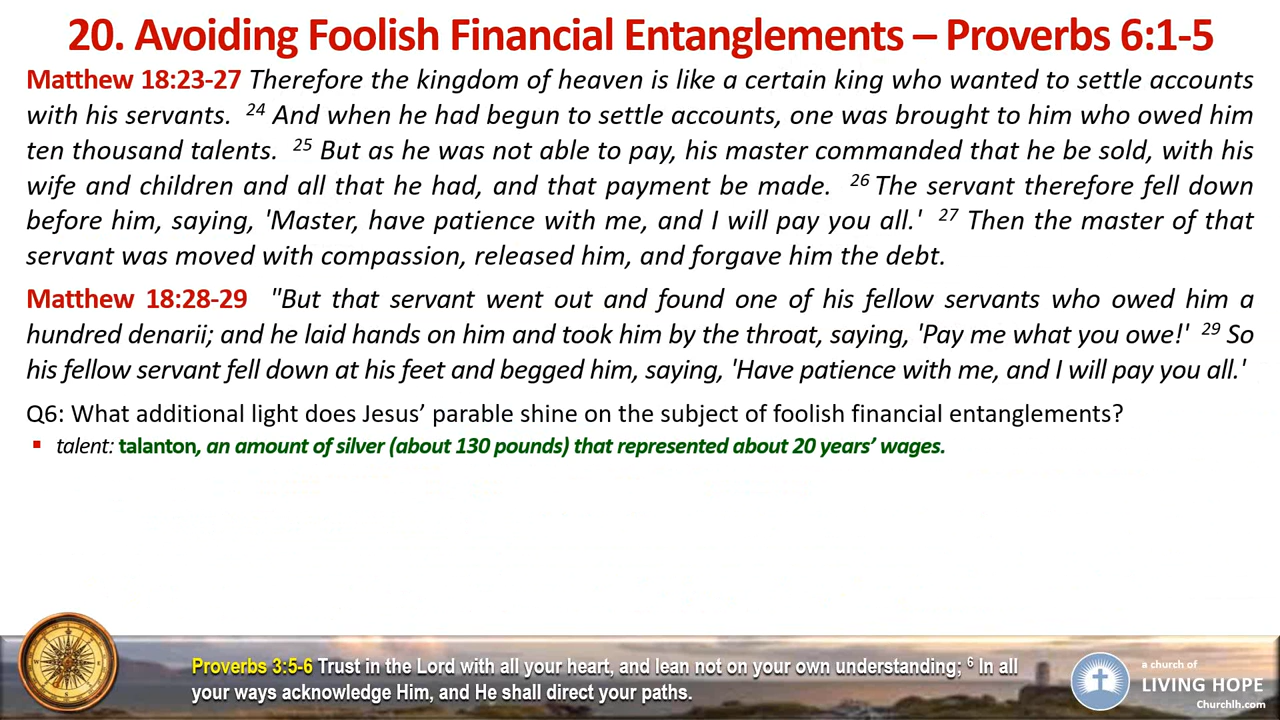 20. Avoiding Foolish Financial Entanglements – Proverbs 6:1-5
Matthew 18:23-27 Therefore the kingdom of heaven is like a certain king who wanted to settle accounts
with his servants. 24 And when he had begun to settle accounts, one was brought to him who owed him
ten thousand talents. 25 But as he was not able to pay, his master commanded that he be sold, with his
wife and children and all that he had, and that payment be made. 26 The servant therefore fell down
before him, saying, 'Master, have patience with me, and I will pay you all.' 27 Then the master of that
servant was moved with compassion, released him, and forgave him the debt.
Matthew 18:28-29 "But that servant went out and found one of his fellow servants who owed him a
hundred denarii; and he laid hands on him and took him by the throat, saying, 'Pay me what you owe!' 29 So
his fellow servant fell down at his feet and begged him, saying, 'Have patience with me, and I will pay you all.'
Q6: What additional light does Jesus’ parable shine on the subject of foolish financial entanglements?
▪ talent: talanton, an amount of silver (about 130 pounds) that represented about 20 years’ wages.
Proverbs 3:5-6 Trust in the Lord with all your heart, and lean not on your own understanding; 6 In all
your ways acknowledge Him, and He shall direct your paths.
a church of
LIVING HOPE
Churchlh.com